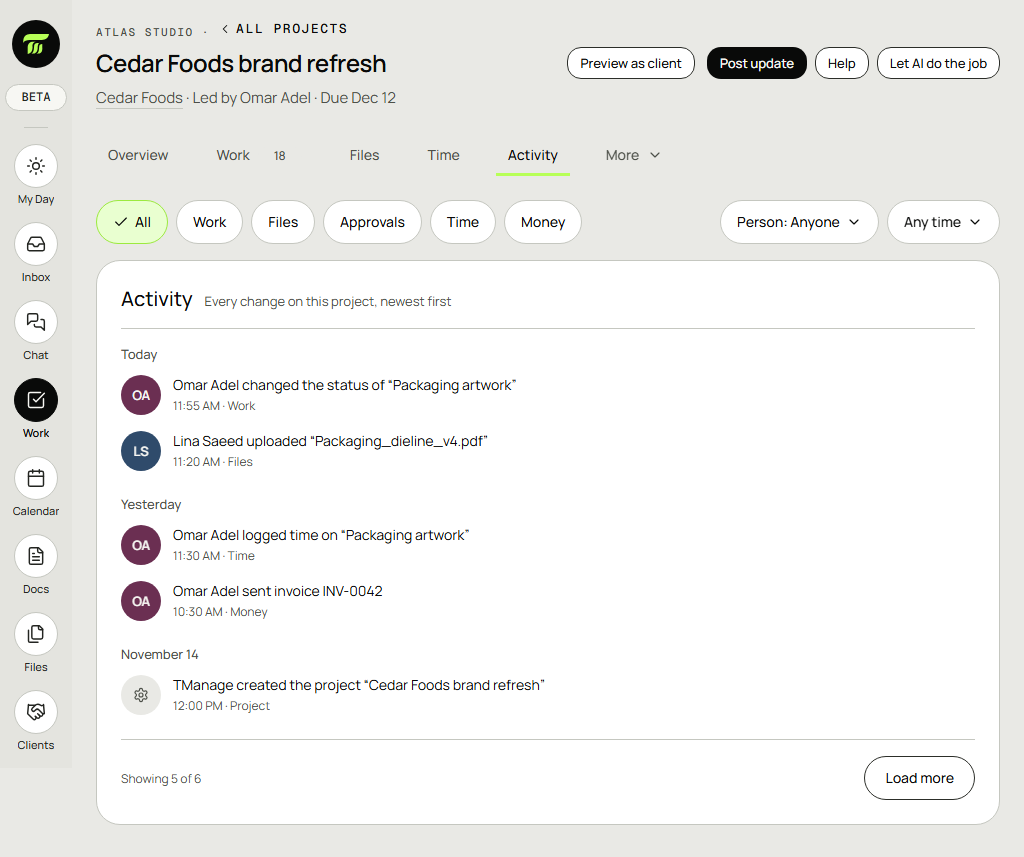 ATLAS STUDIO · ALL PROJECTS
Cedar Foods brand refresh
Cedar Foods · Led by Omar Adel · Due Dec 12
Preview as client
Post update
Help
Let AI do the job
BETA
My Day
Inbox
Chat
Work
Calendar
Docs
Files
Clients
Overview
Work 18
Files
Time
Activity
More
All
Work
Files
Approvals
Time
Money
Person: Anyone
Any time
Activity Every change on this project, newest first
Today
OA
Omar Adel changed the status of “Packaging artwork”
11:55 AM · Work
LS
Lina Saeed uploaded “Packaging_dieline_v4.pdf”
11:20 AM · Files
Yesterday
OA
Omar Adel logged time on “Packaging artwork”
11:30 AM · Time
OA
Omar Adel sent invoice INV-0042
10:30 AM · Money
November 14
TManage created the project “Cedar Foods brand refresh”
12:00 PM · Project
Showing 5 of 6
Load more